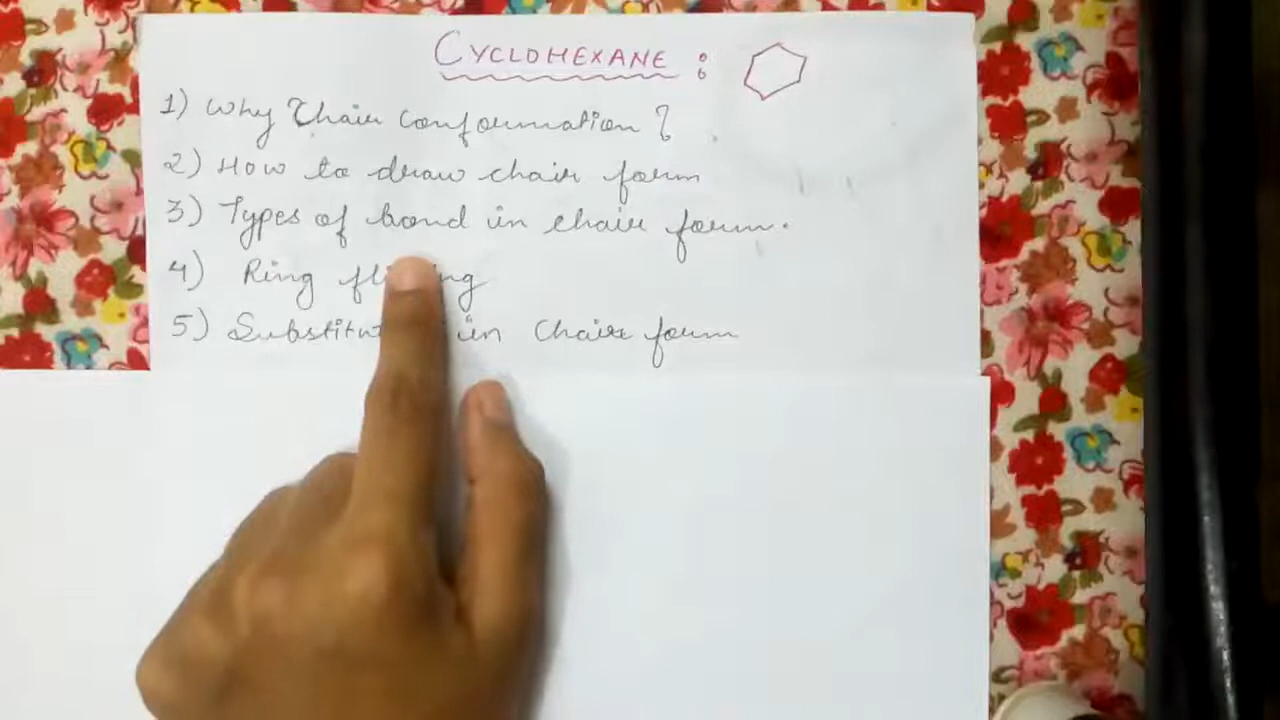 CYCLOHEXANE :
1) Why Chair conformation ?
2) How to draw chair form
3) Types of bond in chair form.
4) Ring
5) in Chair form